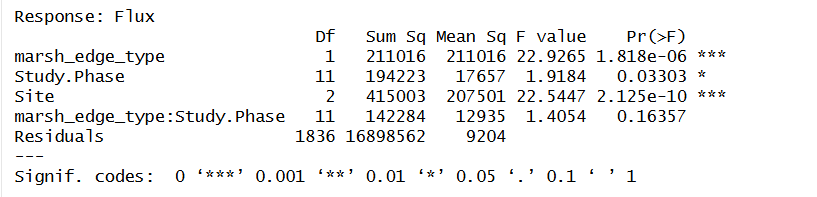 Response: Flux
                            Df   Sum Sq Mean Sq F value    Pr(>F)    
marsh_edge_type              1   211016  211016 22.9265 1.818e-06 ***
Study.Phase                 11   194223   17657  1.9184   0.03303 *  
Site                         2   415003  207501 22.5447 2.125e-10 ***
marsh_edge_type:Study.Phase 11   142284   12935  1.4054   0.16357    
Residuals                 1836 16898562    9204                      
---
Signif. codes:  0 ‘***’ 0.001 ‘**’ 0.01 ‘*’ 0.05 ‘.’ 0.1 ‘ ’ 1